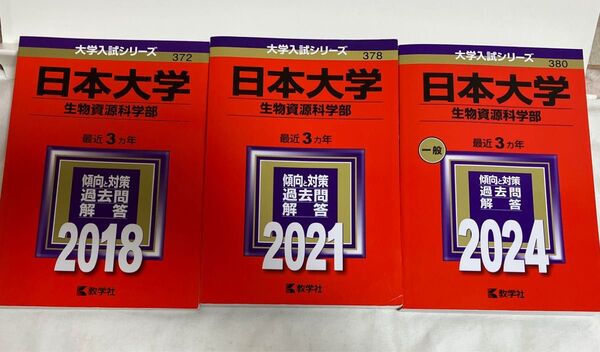 大学入試シリーズ
372
日本大学
生物資源科学部
最近3カ年
傾向と対策
過去問
解答
2018
教学社
大学入試シリーズ
378
日本大学
生物資源科学部
最近3カ年
傾向と対策
過去問
解答
2021
教学社
大学入試シリーズ
380
日本大学
生物資源科学部
一般
最近3カ年
傾向と対策
過去問
解答
2024
教学社